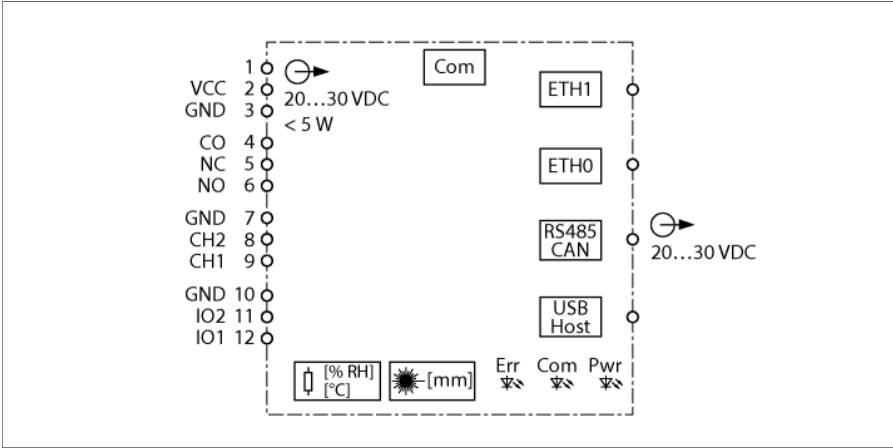 1
VCC 2
GND 3
20…30 VDC
< 5 W
CO 4
NC 5
NO 6
GND 7
CH2 8
CH1 9
GND 10
IO2 11
IO1 12
Com
ETH1
ETH0
RS485
CAN
20…30 VDC
USB
Host
[% RH]
[°C]
[mm]
Err Com Pwr